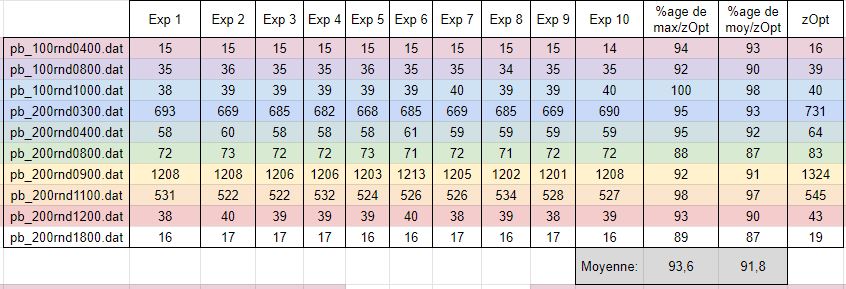 Exp 1 Exp 2 Exp 3 Exp 4 Exp 5 Exp 6 Exp 7 Exp 8 Exp 9 Exp 10 %age de max/zOpt %age de moy/zOpt zOpt
pb_100rnd0400.dat 15 15 15 15 15 15 15 15 15 14 94 93 16
pb_100rnd0800.dat 35 36 35 35 36 35 35 34 35 35 92 90 39
pb_100rnd1000.dat 38 39 39 39 39 39 40 39 39 40 100 98 40
pb_200rnd0300.dat 693 669 685 682 668 685 669 685 669 690 95 93 731
pb_200rnd0400.dat 58 60 58 58 58 61 59 59 59 59 95 92 64
pb_200rnd0800.dat 72 73 72 72 73 71 72 71 72 72 88 87 83
pb_200rnd0900.dat 1208 1208 1206 1206 1203 1213 1205 1202 1201 1208 92 91 1324
pb_200rnd1100.dat 531 522 522 532 524 526 526 534 528 527 98 97 545
pb_200rnd1200.dat 38 40 39 39 39 40 38 39 38 39 93 90 43
pb_200rnd1800.dat 16 17 17 17 16 16 17 16 17 16 89 87 19
Moyenne: 93,6 91,8